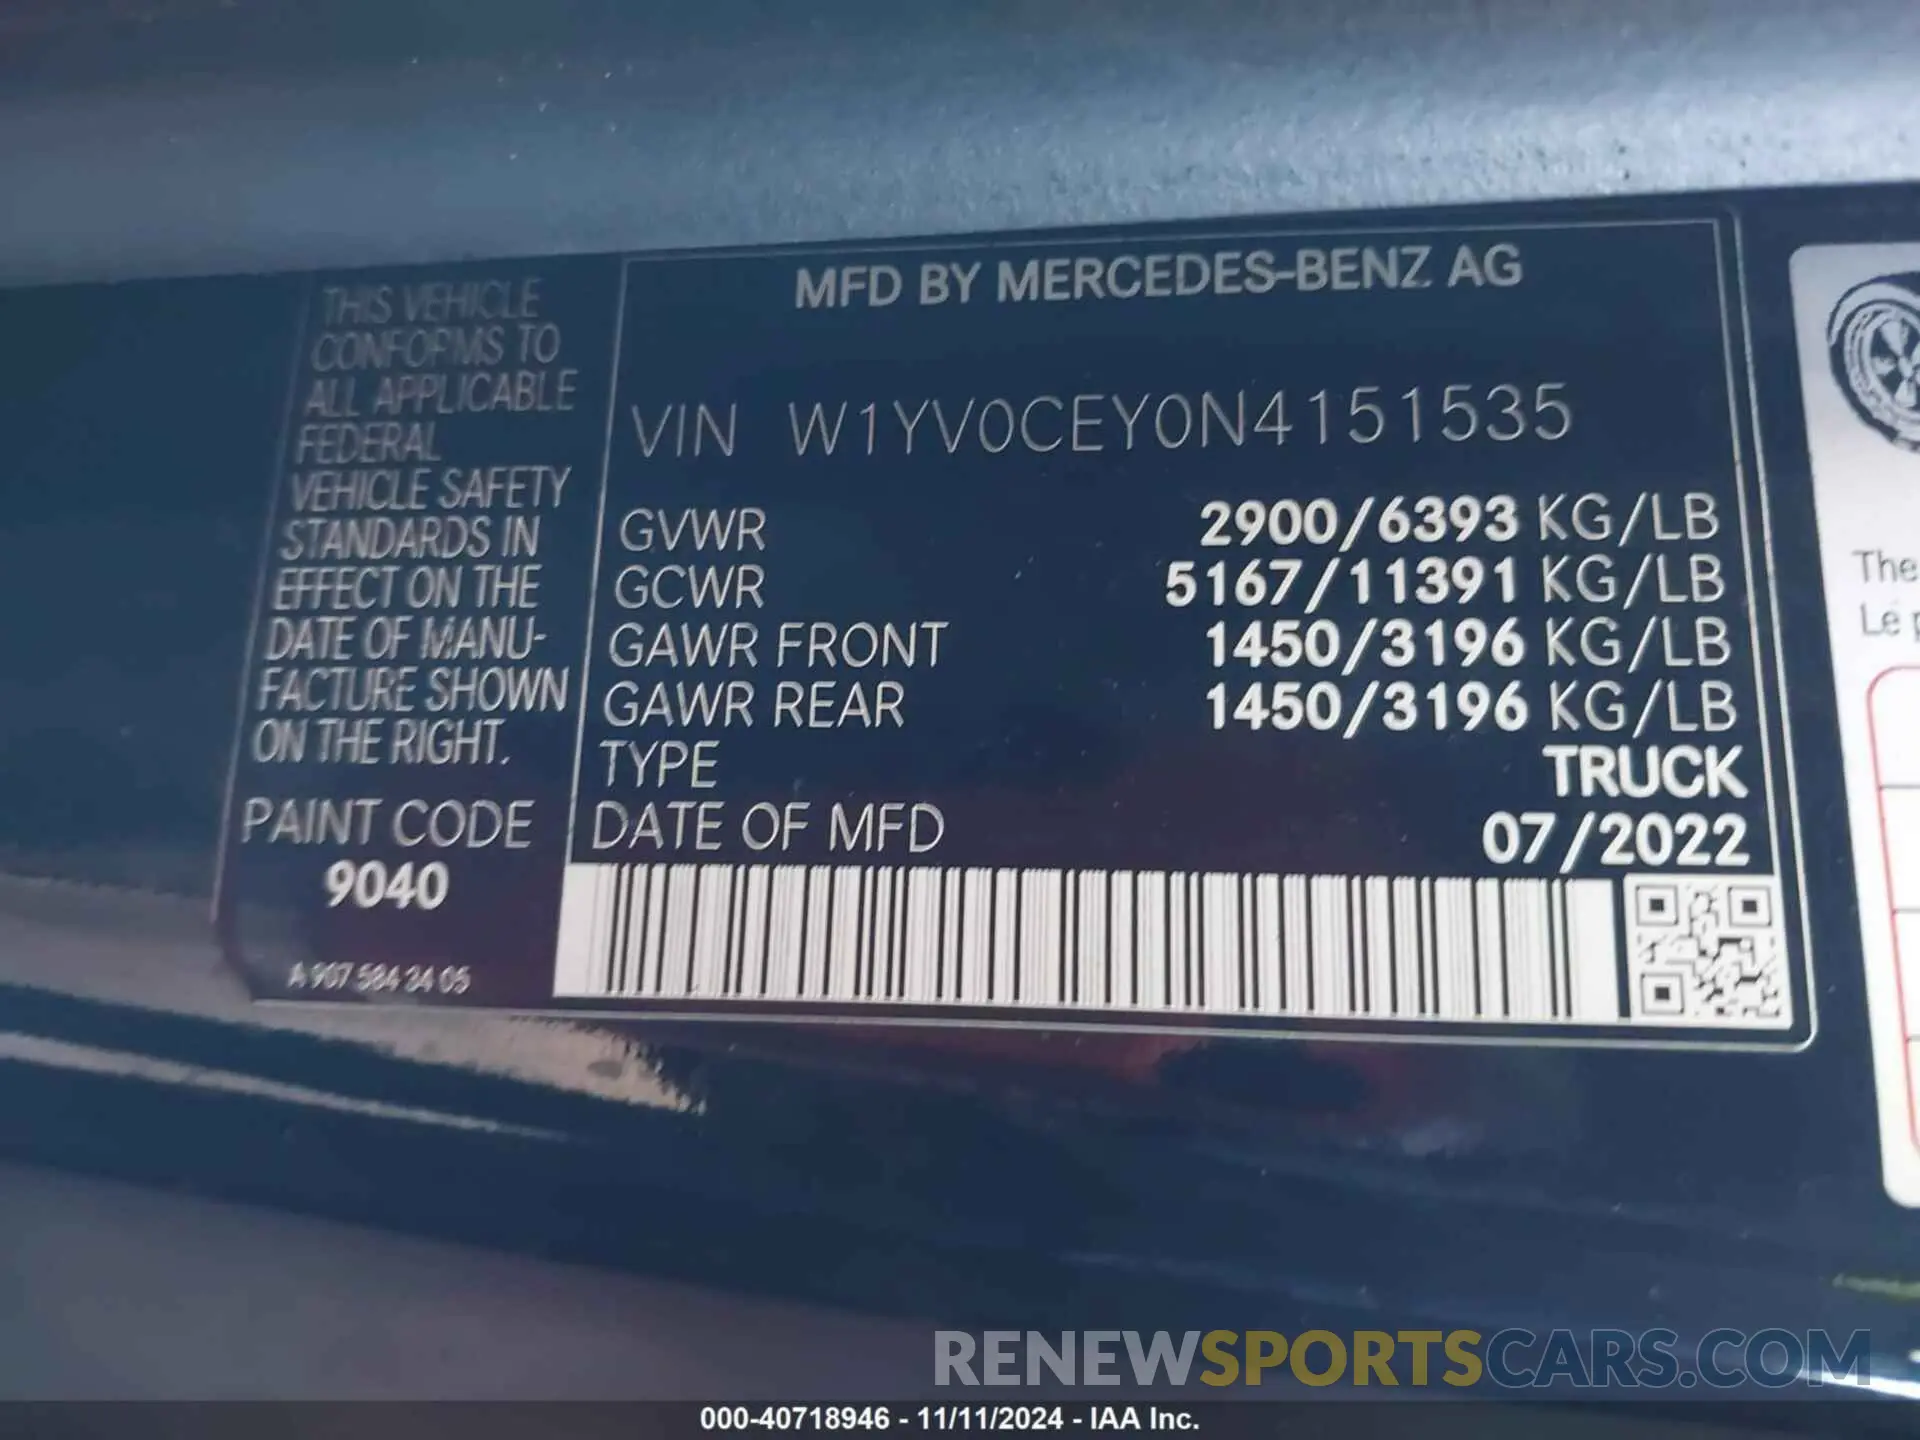 THIS VEHICLE
CONFORMS TO
ALL APPLICABLE
FEDERAL
VEHICLE SAFETY
STANDARDS IN
EFFECT ON THE
DATE OF MANU-
FACTURE SHOWN
ON THE RIGHT.
PAINT CODE
9040
A 907 584 34 05
MFD BY MERCEDES-BENZ AG
VIN W1YV0CEY0N4151535
GVWR 2900/6393 KG/LB
GCWR 5167/11391 KG/LB
GAWR FRONT 1450/3196 KG/LB
GAWR REAR 1450/3196 KG/LB
TYPE TRUCK
DATE OF MFD 07/2022
The
Le p
RENEWSPORTSCARS.COM
000-40718946 - 11/11/2024 - IAA Inc.